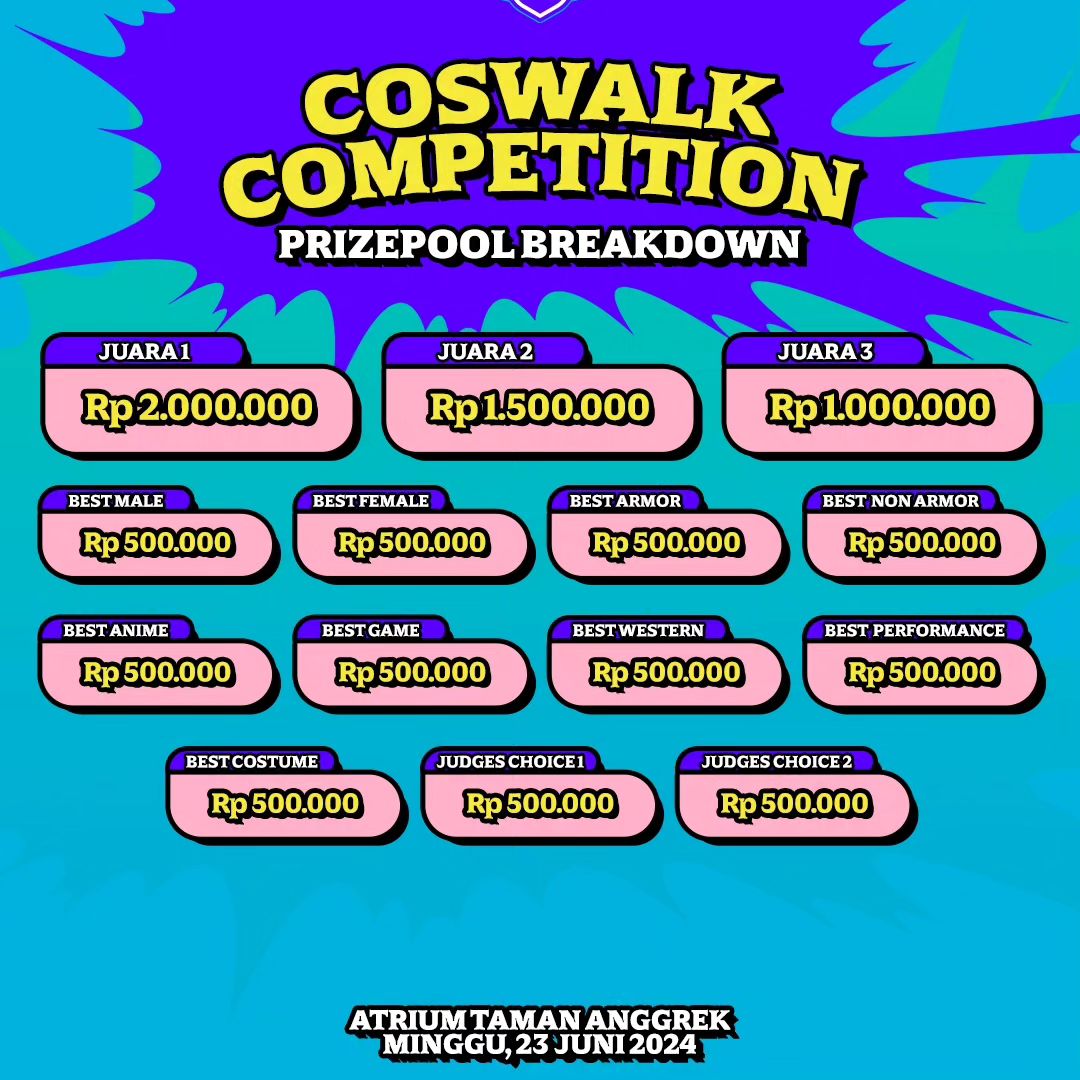 COSWALK
COMPETITION
PRIZEPOOL BREAKDOWN
JUARA 1
Rp 2.000.000
JUARA 2
Rp 1.500.000
JUARA 3
Rp 1.000.000
BEST MALE
Rp 500.000
BEST FEMALE
Rp 500.000
BEST ARMOR
Rp 500.000
BEST NON ARMOR
Rp 500.000
BEST ANIME
Rp 500.000
BEST GAME
Rp 500.000
BEST WESTERN
Rp 500.000
BEST PERFORMANCE
Rp 500.000
BEST COSTUME
Rp 500.000
JUDGES CHOICE 1
Rp 500.000
JUDGES CHOICE 2
Rp 500.000
ATRIUM TAMAN ANGGREK
MINGGU, 23 JUNI 2024